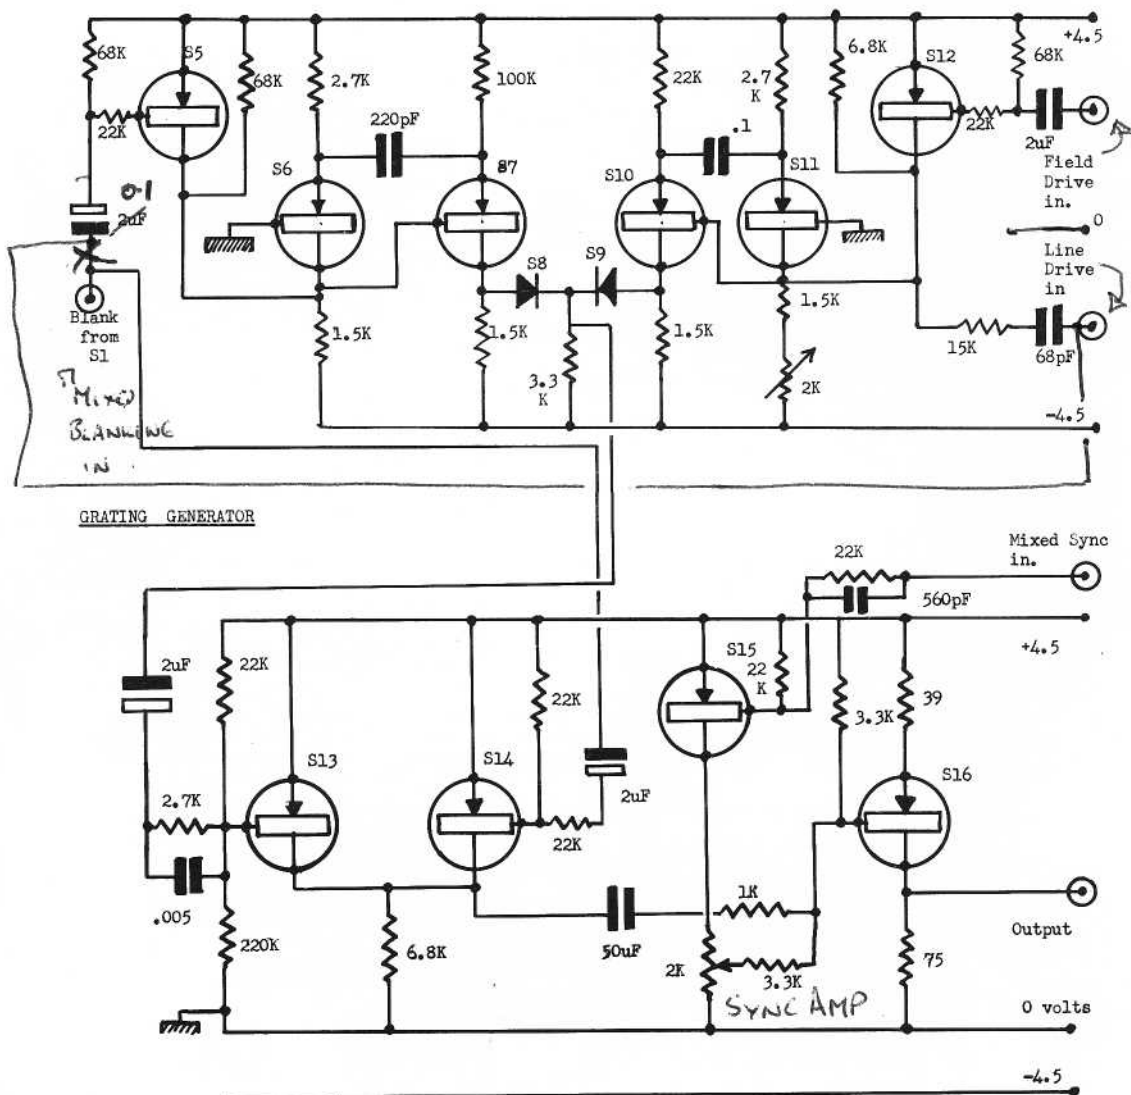 68K
S5
68K
2.7K
100K
22K
2.7
K
6.8K
S12
68K
+4.5
22K
220pF
.1
22K
2uF
S6
87
S10
S11
Field
Drive
in.
0.1
2uF
0
S8
S9
Line
Drive
in
Blank
from
S1
1.5K
1.5K
3.3
K
1.5K
1.5K
2K
15K
68pF
-4.5
MIXED
BLANKING
IN
GRATING GENERATOR
Mixed Sync
in.
22K
560pF
+4.5
2uF
22K
22K
S15
22
K
3.3K
39
S13
S14
S16
2.7K
2uF
22K
.005
1K
220K
6.8K
50uF
2K
3.3K
75
Output
SYNC AMP
0 volts
-4.5